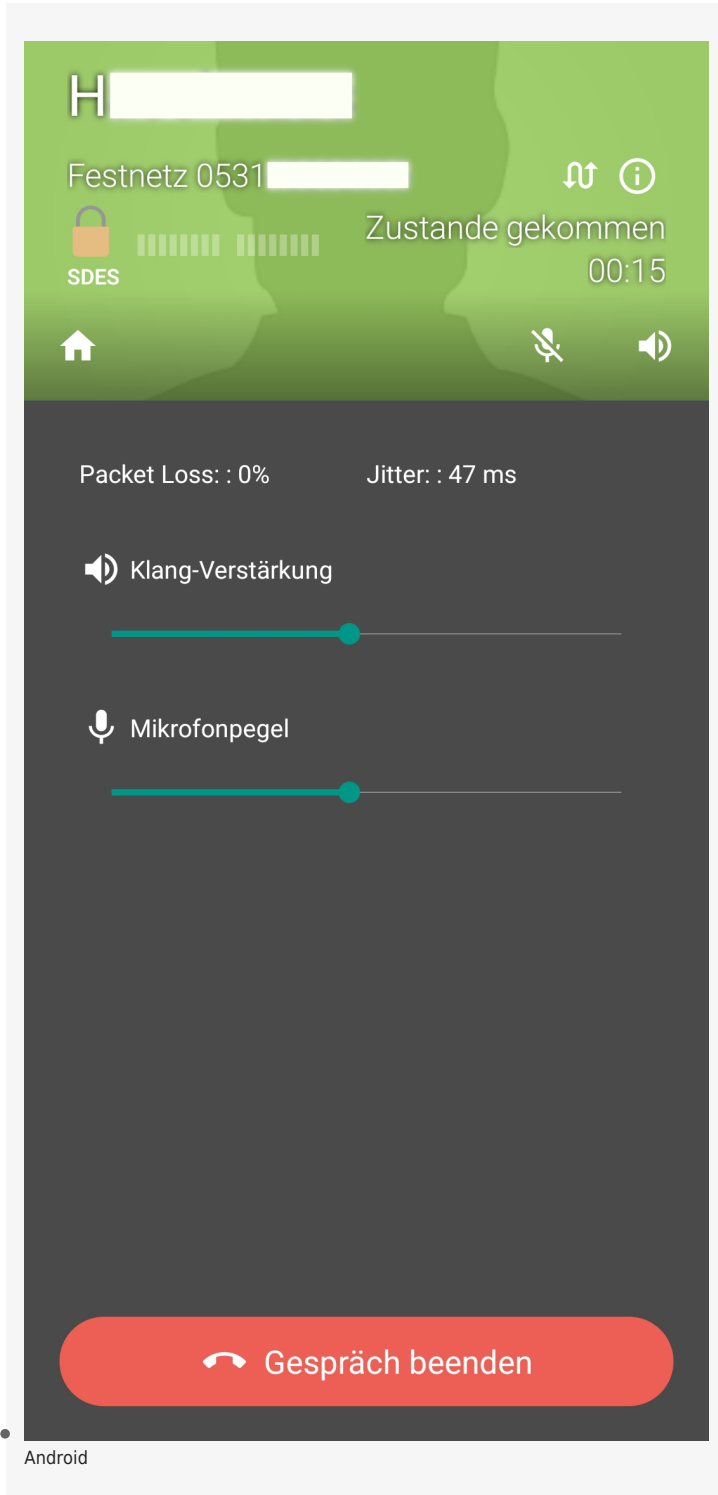 H
Festnetz 0531
SDES
Zustande gekommen
00:15
Packet Loss: : 0%
Jitter: : 47 ms
Klang-Verstärkung
Mikrofonpegel
Gespräch beenden
Android